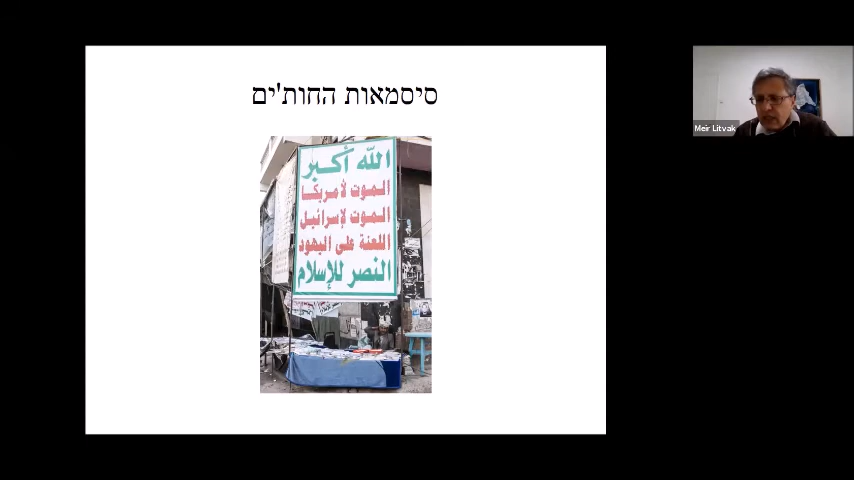 סיסמאות החות'ים
الله أكبر
الموت لأمريكا
الموت لإسرائيل
اللعنة على اليهود
النصر للإسلام
Meir Litvak